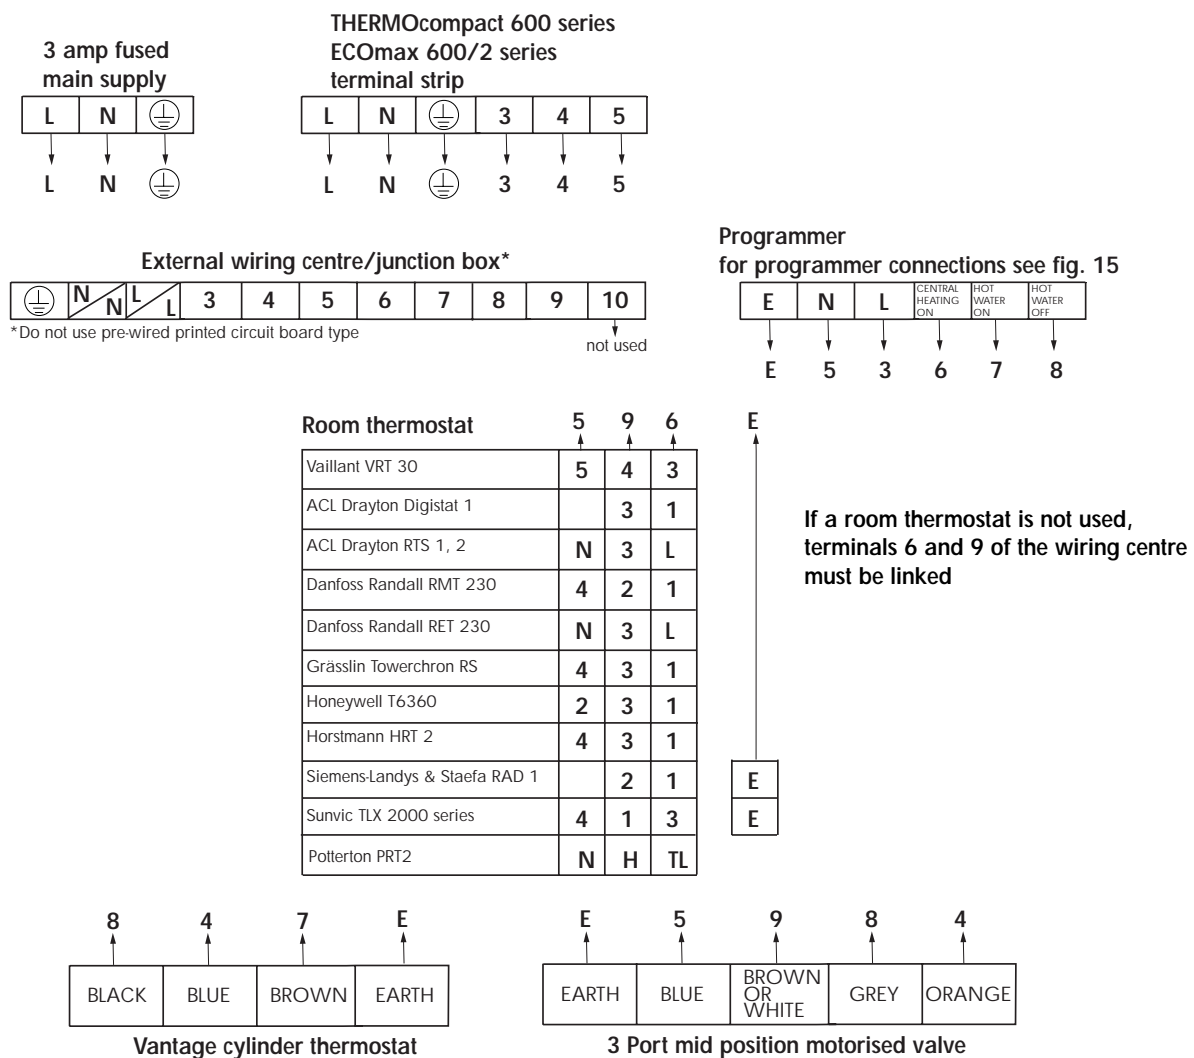 3 amp fused
main supply
L N
L N
THERMOcompact 600 series
ECOmax 600/2 series
terminal strip
L N 3 4 5
L N 3 4 5
External wiring centre/junction box*
N N L L 3 4 5 6 7 8 9 10
*Do not use pre-wired printed circuit board type
not used
Programmer
for programmer connections see fig. 15
E N L CENTRAL HEATING ON HOT WATER ON HOT WATER OFF
E 5 3 6 7 8
Room thermostat 5 9 6 E
Vaillant VRT 30 5 4 3
ACL Drayton Digistat 1 3 1
ACL Drayton RTS 1, 2 N 3 L
Danfoss Randall RMT 230 4 2 1
Danfoss Randall RET 230 N 3 L
Grässlin Towerchron RS 4 3 1
Honeywell T6360 2 3 1
Horstmann HRT 2 4 3 1
Siemens-Landys & Staefa RAD 1 2 1 E
Sunvic TLX 2000 series 4 1 3 E
Potterton PRT2 N H TL
If a room thermostat is not used,
terminals 6 and 9 of the wiring centre
must be linked
8 4 7 E
BLACK BLUE BROWN EARTH
Vantage cylinder thermostat
E 5 9 8 4
EARTH BLUE BROWN OR WHITE GREY ORANGE
3 Port mid position motorised valve